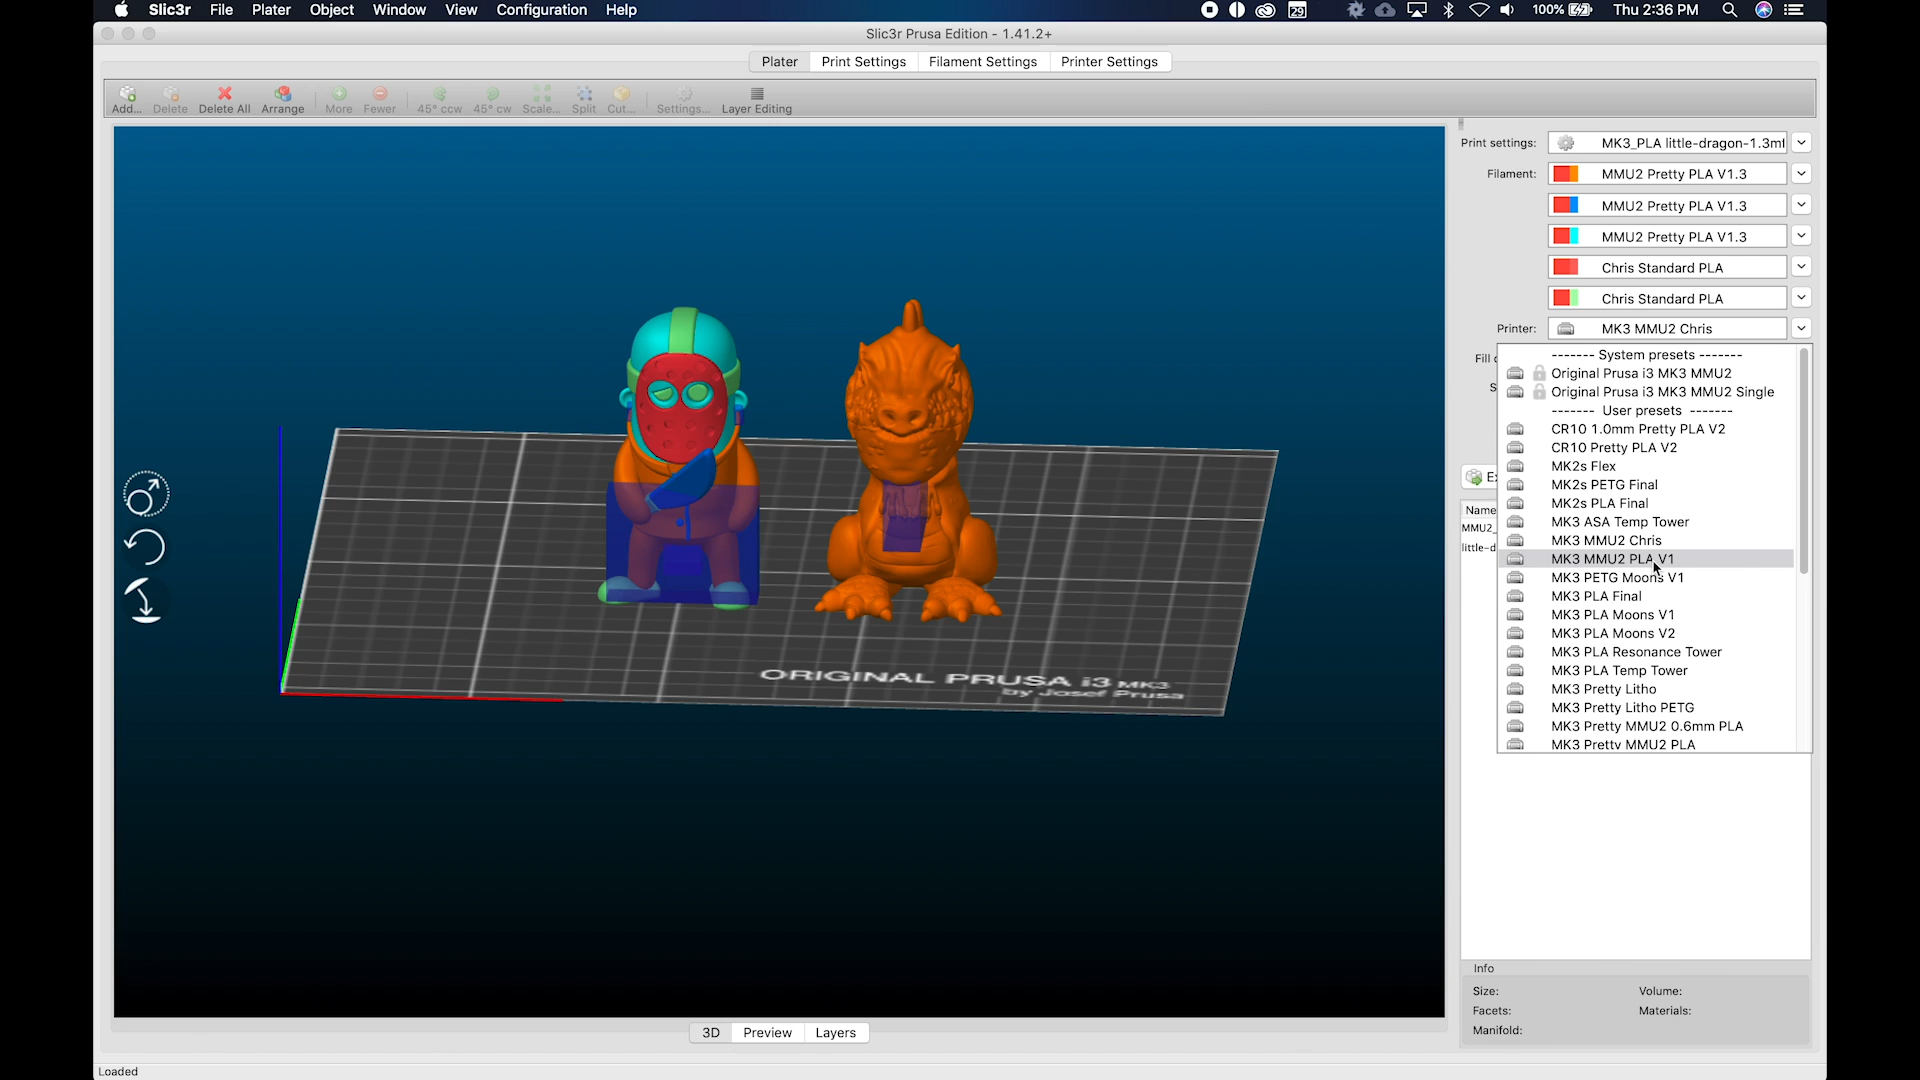 Slic3r File Plater Object Window View Configuration Help
29 100% Thu 2:36 PM
Slic3r Prusa Edition - 1.41.2+
Plater Print Settings Filament Settings Printer Settings
Add... Delete Delete All Arrange More Fewer 45° ccw 45° cw Scale... Split Cut... Settings... Layer Editing
Print settings: MK3_PLA little-dragon-1.3mf
Filament: MMU2 Pretty PLA V1.3
MMU2 Pretty PLA V1.3
MMU2 Pretty PLA V1.3
Chris Standard PLA
Chris Standard PLA
Printer: MK3 MMU2 Chris
Fill
S
Ex
Name
MMU2_
little-d
------- System presets -------
Original Prusa i3 MK3 MMU2
Original Prusa i3 MK3 MMU2 Single
------- User presets -------
CR10 1.0mm Pretty PLA V2
CR10 Pretty PLA V2
MK2s Flex
MK2s PETG Final
MK2s PLA Final
MK3 ASA Temp Tower
MK3 MMU2 Chris
MK3 MMU2 PLA V1
MK3 PETG Moons V1
MK3 PLA Final
MK3 PLA Moons V1
MK3 PLA Moons V2
MK3 PLA Resonance Tower
MK3 PLA Temp Tower
MK3 Pretty Litho
MK3 Pretty Litho PETG
MK3 Pretty MMU2 0.6mm PLA
MK3 Pretty MMU2 PLA
ORIGINAL PRUSA i3 MK3
by Josef Prusa
Info
Size: Volume:
Facets: Materials:
Manifold:
3D Preview Layers
Loaded